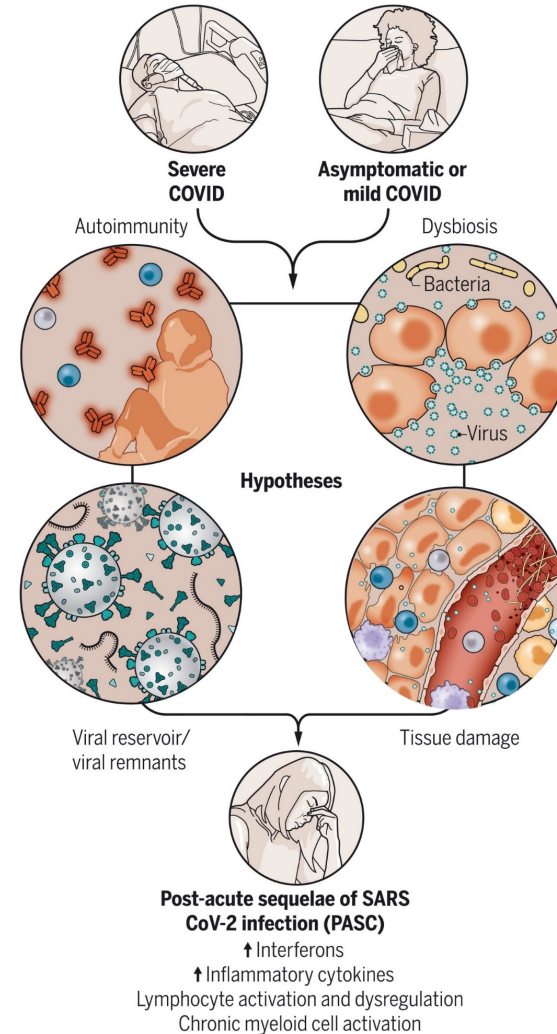 Severe
COVID
Asymptomatic or
mild COVID
Autoimmunity
Dysbiosis
Bacteria
Virus
Hypotheses
Viral reservoir/
viral remnants
Tissue damage
Post-acute sequelae of SARS
CoV-2 infection (PASC)
↑ Interferons
↑ Inflammatory cytokines
Lymphocyte activation and dysregulation
Chronic myeloid cell activation